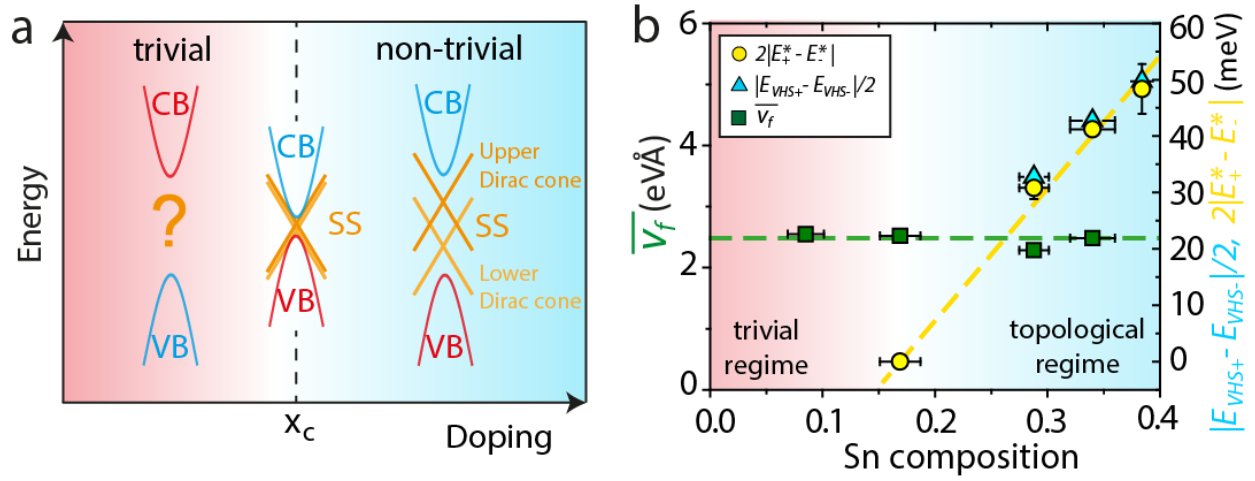 a
trivial
non-trivial
CB
CB
CB
Upper
Dirac cone
?
SS
SS
Lower
Dirac cone
VB
VB
VB
Energy
x_c
Doping
b
6
4
2
0
v̅_f (eVÅ)
2|E*₊ - E*₋|
|E_VHS+ - E_VHS-|/2
v̅_f
trivial
regime
topological
regime
0.0 0.1 0.2 0.3 0.4
Sn composition
60
50
40
30
20
10
0
|E_VHS+ - E_VHS-|/2, 2|E*₊ - E*₋| (meV)